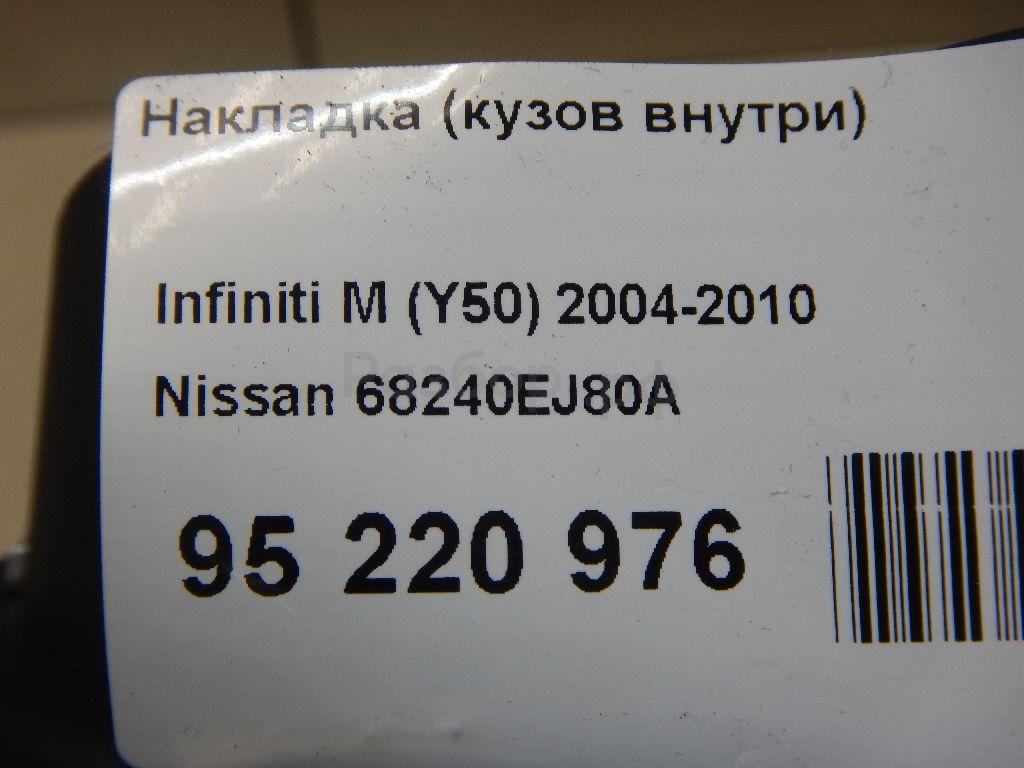 Накладка (кузов внутри)
Infiniti M (Y50) 2004-2010
Nissan 68240EJ80A
95 220 976